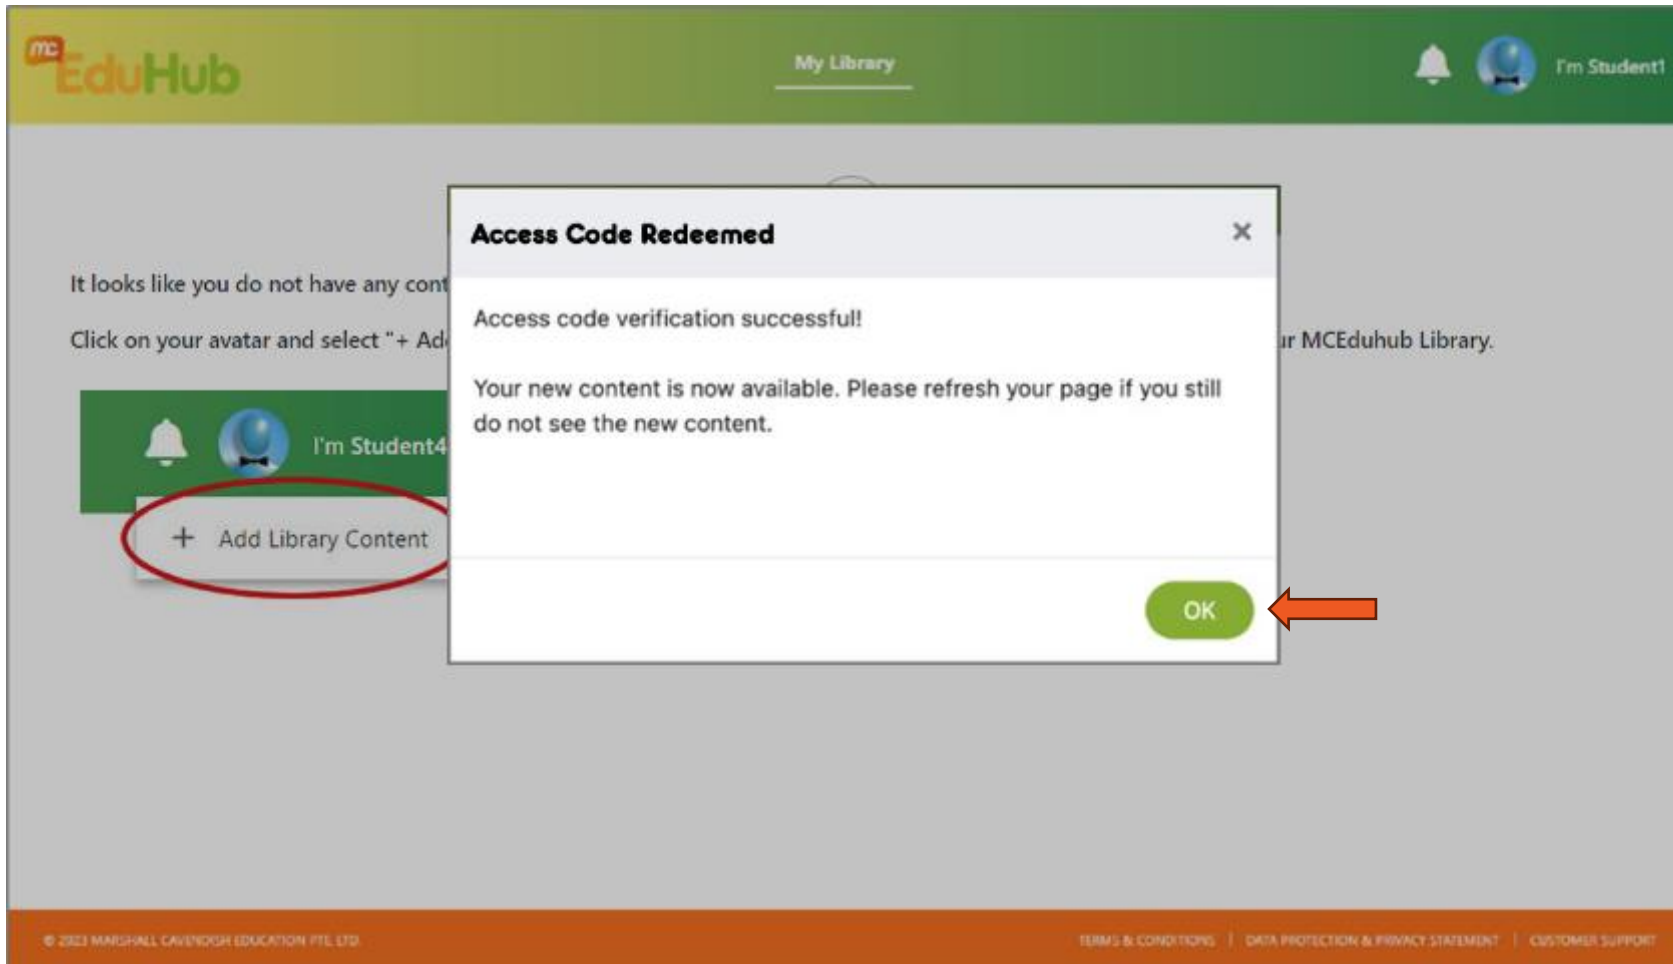 mc EduHub
My Library
I'm Student1
Access Code Redeemed
×
It looks like you do not have any cont
Access code verification successful!
Click on your avatar and select "+ Ad
ur MCEduhub Library.
Your new content is now available. Please refresh your page if you still
do not see the new content.
I'm Student4
+ Add Library Content
OK
© 2023 MARSHALL CAVENDISH EDUCATION PTE. LTD.
TERMS & CONDITIONS | DATA PROTECTION & PRIVACY STATEMENT | CUSTOMER SUPPORT